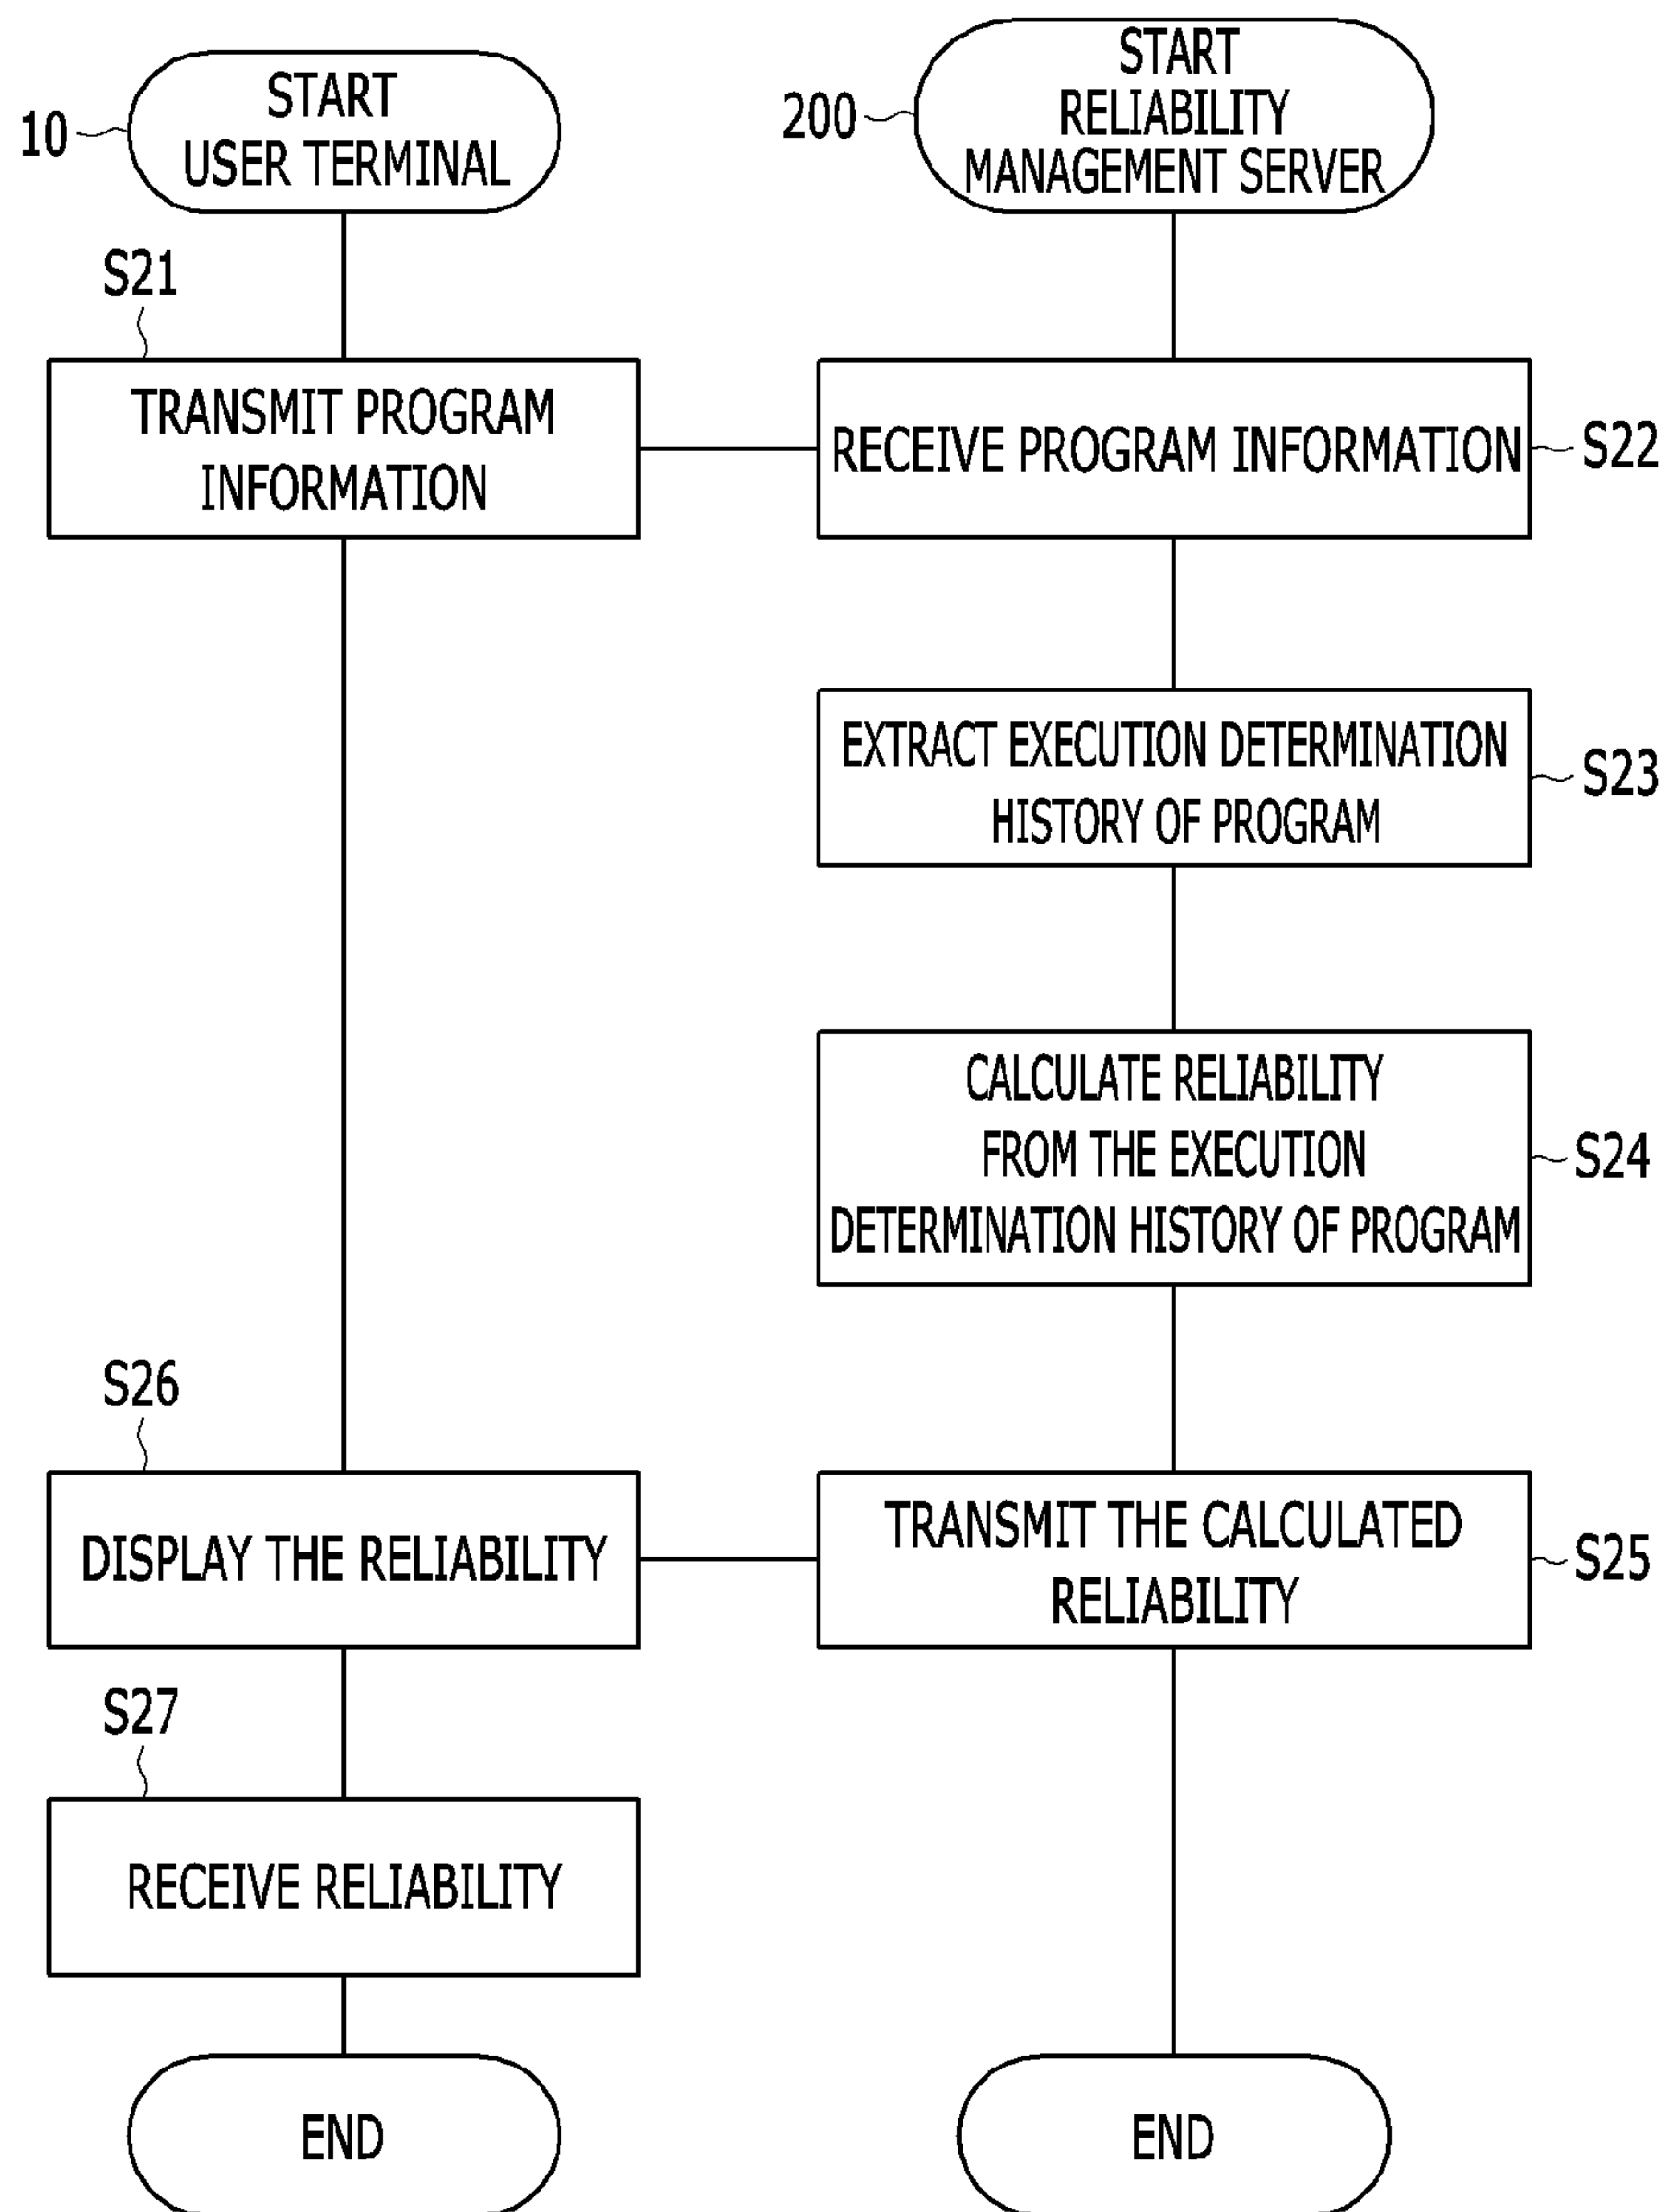 START
USER TERMINAL
10
START
RELIABILITY
MANAGEMENT SERVER
200
S21
TRANSMIT PROGRAM
INFORMATION
RECEIVE PROGRAM INFORMATION
S22
EXTRACT EXECUTION DETERMINATION
HISTORY OF PROGRAM
S23
CALCULATE RELIABILITY
FROM THE EXECUTION
DETERMINATION HISTORY OF PROGRAM
S24
S26
DISPLAY THE RELIABILITY
TRANSMIT THE CALCULATED
RELIABILITY
S25
S27
RECEIVE RELIABILITY
END
END